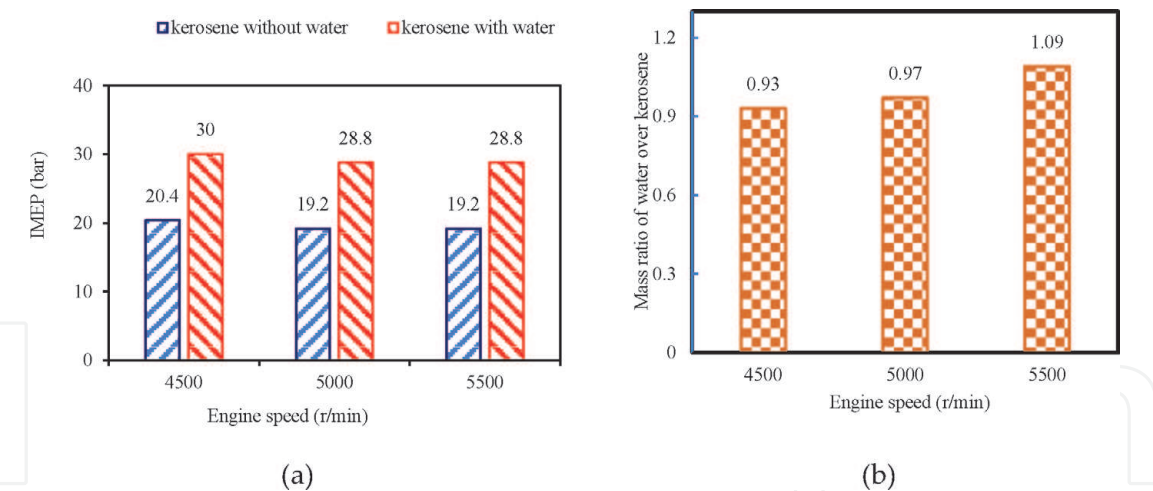 kerosene without water kerosene with water
40
30
20
10
0
IMEP (bar)
20.4
30
19.2
28.8
19.2
28.8
4500 5000 5500
Engine speed (r/min)
(a)
1.2
0.9
0.6
0.3
0
Mass ratio of water over kerosene
0.93
0.97
1.09
4500 5000 5500
Engine speed (r/min)
(b)